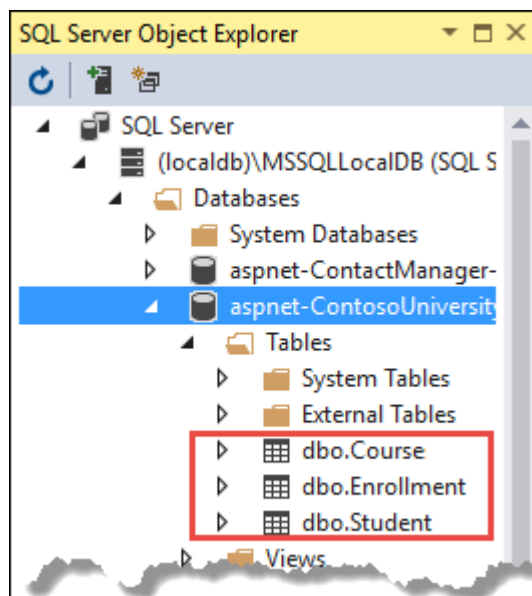 SQL Server Object Explorer
SQL Server
(localdb)\MSSQLLocalDB (SQL S
Databases
System Databases
aspnet-ContactManager-
aspnet-ContosoUniversity
Tables
System Tables
External Tables
dbo.Course
dbo.Enrollment
dbo.Student
Views